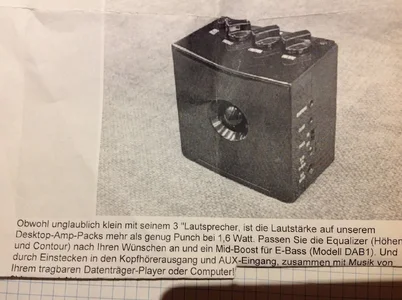 Obwohl unglaublich klein mit seinem 3 "Lautsprecher, ist die Lautstärke auf unserem
Desktop-Amp-Packs mehr als genug Punch bei 1,6 Watt. Passen Sie die Equalizer (Höhen
und Contour) nach Ihren Wünschen an und ein Mid-Boost für E-Bass (Modell DAB1). Und
durch Einstecken in den Kopfhörerausgang und AUX-Eingang, zusammen mit Musik von
Ihrem tragbaren Datenträger-Player oder Computer!